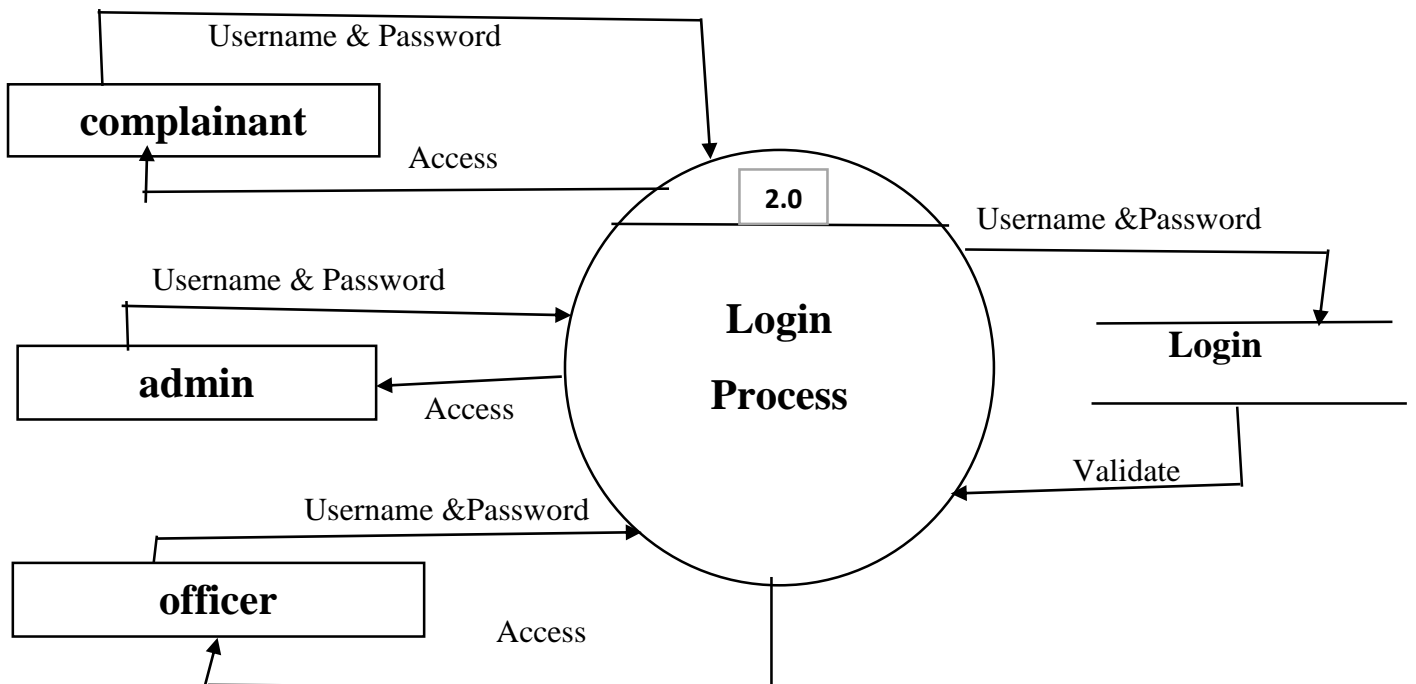 Username & Password
complainant
Access
2.0
Username &Password
Username & Password
Login
Process
Login
admin
Access
Validate
Username &Password
officer
Access